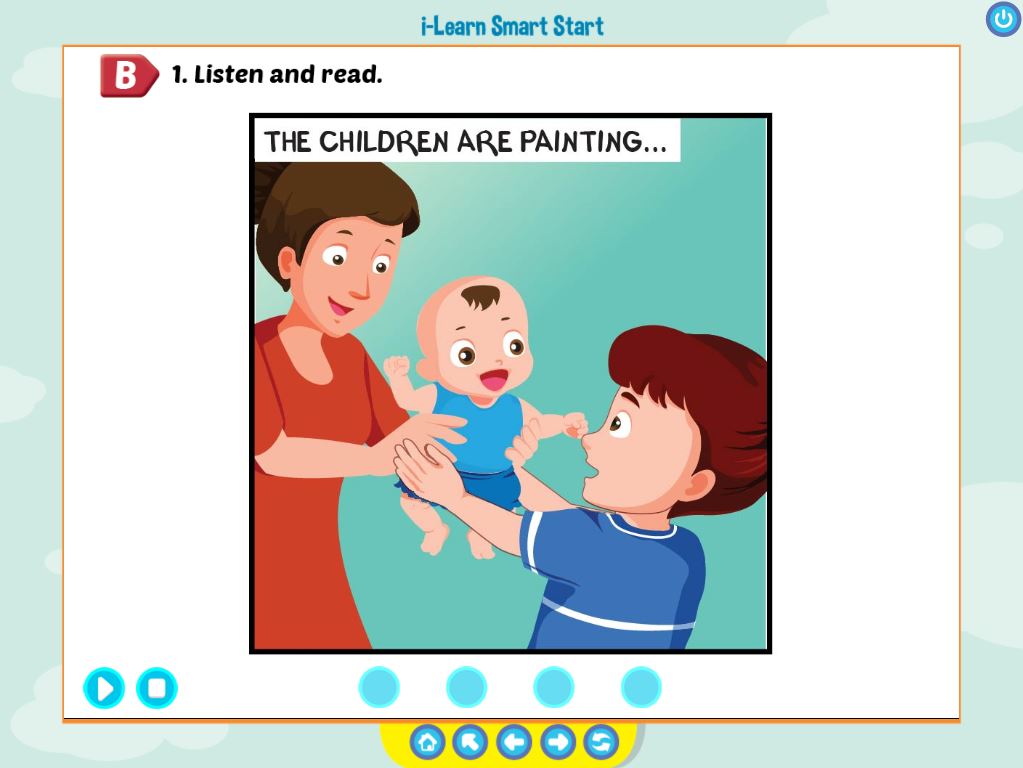 i-Learn Smart Start
B 1. Listen and read.
THE CHILDREN ARE PAINTING...